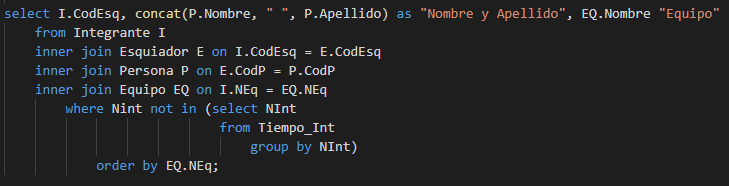 select I.CodEsq, concat(P.Nombre, " ", P.Apellido) as "Nombre y Apellido", EQ.Nombre "Equipo"
from Integrante I
inner join Esquiador E on I.CodEsq = E.CodEsq
inner join Persona P on E.CodP = P.CodP
inner join Equipo EQ on I.NEq = EQ.NEq
where Nint not in (select NInt
from Tiempo_Int
group by NInt)
order by EQ.NEq;